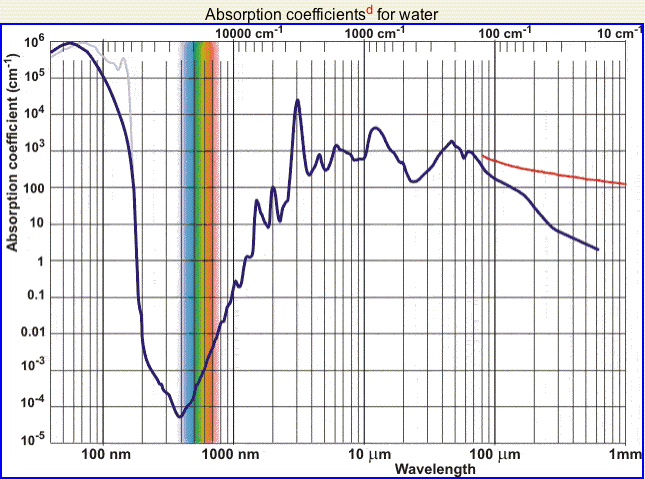 Absorption coefficientsᵈ for water
10000 cm⁻¹ 1000 cm⁻¹ 100 cm⁻¹ 10 cm⁻¹
Absorption coefficient (cm⁻¹)
10⁶
10⁵
10⁴
10³
100
10
1
0.1
0.01
10⁻³
10⁻⁴
10⁻⁵
100 nm 1000 nm 10 µm 100 µm 1mm
Wavelength